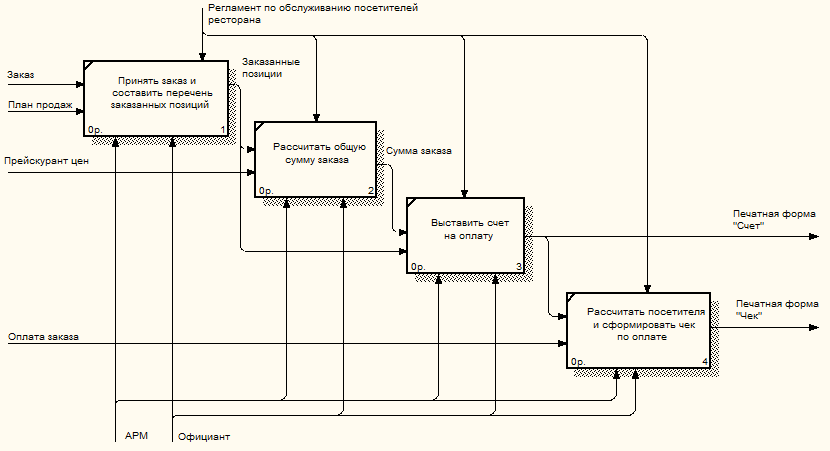 Регламент по обслуживанию посетителей
ресторана
Заказ
План продаж
Принять заказ и
составить перечень
заказанных позиций
0р.
1
Заказанные
позиции
Прейскурант цен
Рассчитать общую
сумму заказа
0р.
2
Сумма заказа
Выставить счет
на оплату
0р.
3
Печатная форма
"Счет"
Оплата заказа
Рассчитать посетителя
и сформировать чек
по оплате
0р.
4
Печатная форма
"Чек"
АРМ
Официант